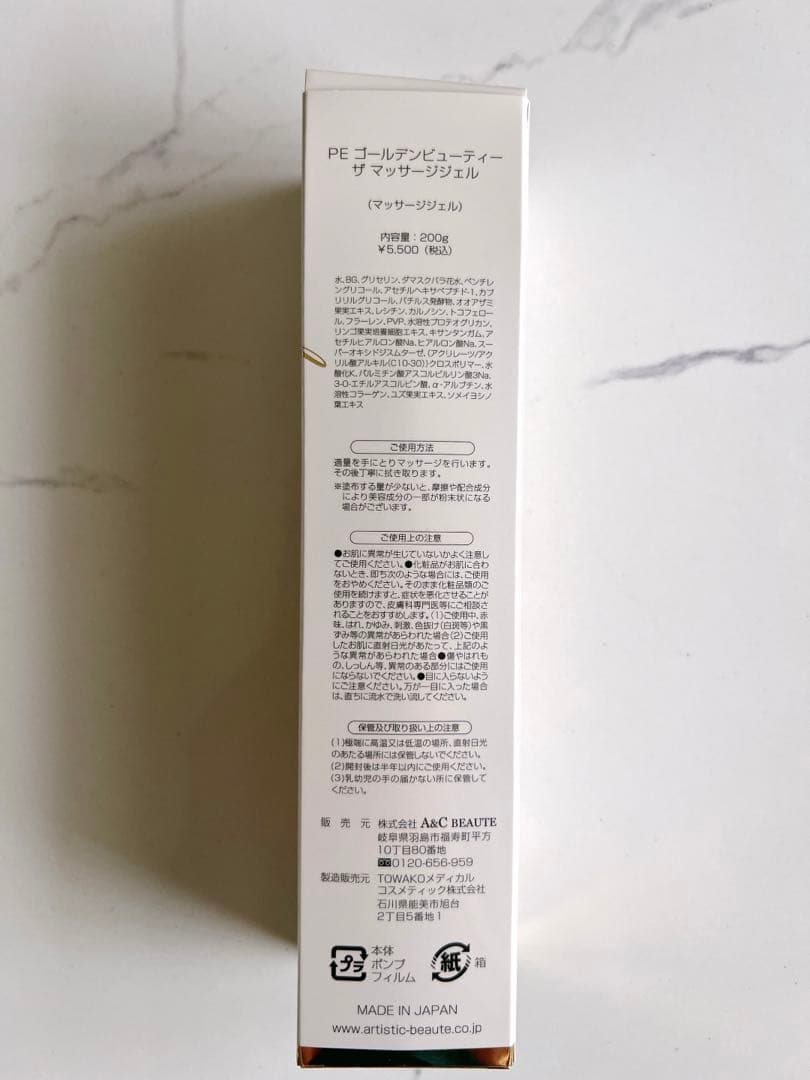 PE ゴールデンビューティー
ザ マッサージジェル
(マッサージジェル)
内容量：200g
￥5,500（税込）
水、BG、グリセリン、ダマスクバラ花水、ペンチレ
ングリコール、アセチルヘキサペプチド-1、カプ
リリルグリコール、バチルス発酵物、オオアザミ
果実エキス、レシチン、カルノシン、トコフェロー
ル、フラーレン、PVP、水溶性プロテオグリカン、
リンゴ果実培養細胞エキス、キサンタンガム、ア
セチルヒアルロン酸Na、ヒアルロン酸Na、スー
パーオキシドジスムターゼ、(アクリレーツ/アク
リル酸アルキル(C10-30))クロスポリマー、水
酸化K、パルミチン酸アスコルビルリン酸3Na、
3-O-エチルアスコルビン酸、α-アルブチン、水
溶性コラーゲン、ユズ果実エキス、ソメイヨシノ
葉エキス
ご使用方法
適量を手にとりマッサージを行います。
その後丁寧に拭き取ります。
※塗布する量が少ないと、摩擦や配合成分
により美容成分の一部が粉末状になる
場合がございます。
ご使用上の注意
●お肌に異常が生じていないかよく注意し
てご使用ください。●化粧品がお肌に合わ
ないとき、即ち次のような場合には、ご使用
をおやめください。そのまま化粧品類のご
使用を続けますと、症状を悪化させることが
ありますので、皮膚科専門医等にご相談さ
れることをおすすめします。(1)ご使用中、赤
味、はれ、かゆみ、刺激、色抜け(白斑等)や黒
ずみ等の異常があらわれた場合(2)ご使用
したお肌に直射日光があたって、上記のよ
うな異常があらわれた場合●傷やはれも
の、しっしん等、異常のある部分にはご使用
にならないでください。●目に入らないよう
にご注意ください。万が一目に入った場合
は、直ちに流水で洗い流してください。
保管及び取り扱い上の注意
(1)極端に高温又は低温の場所、直射日光
のあたる場所には保管しないでください。
(2)開封後は半年以内にご使用ください。
(3)乳幼児の手の届かない所に保管して
ください。
販売元 株式会社 A&C BEAUTE
岐阜県羽島市福寿町平方
10丁目80番地
0120-656-959
製造販売元 TOWAKOメディカル
コスメティック株式会社
石川県能美市旭台
2丁目5番地1
プラ 本体
ポンプ
フィルム
紙 箱
MADE IN JAPAN
www.artistic-beaute.co.jp